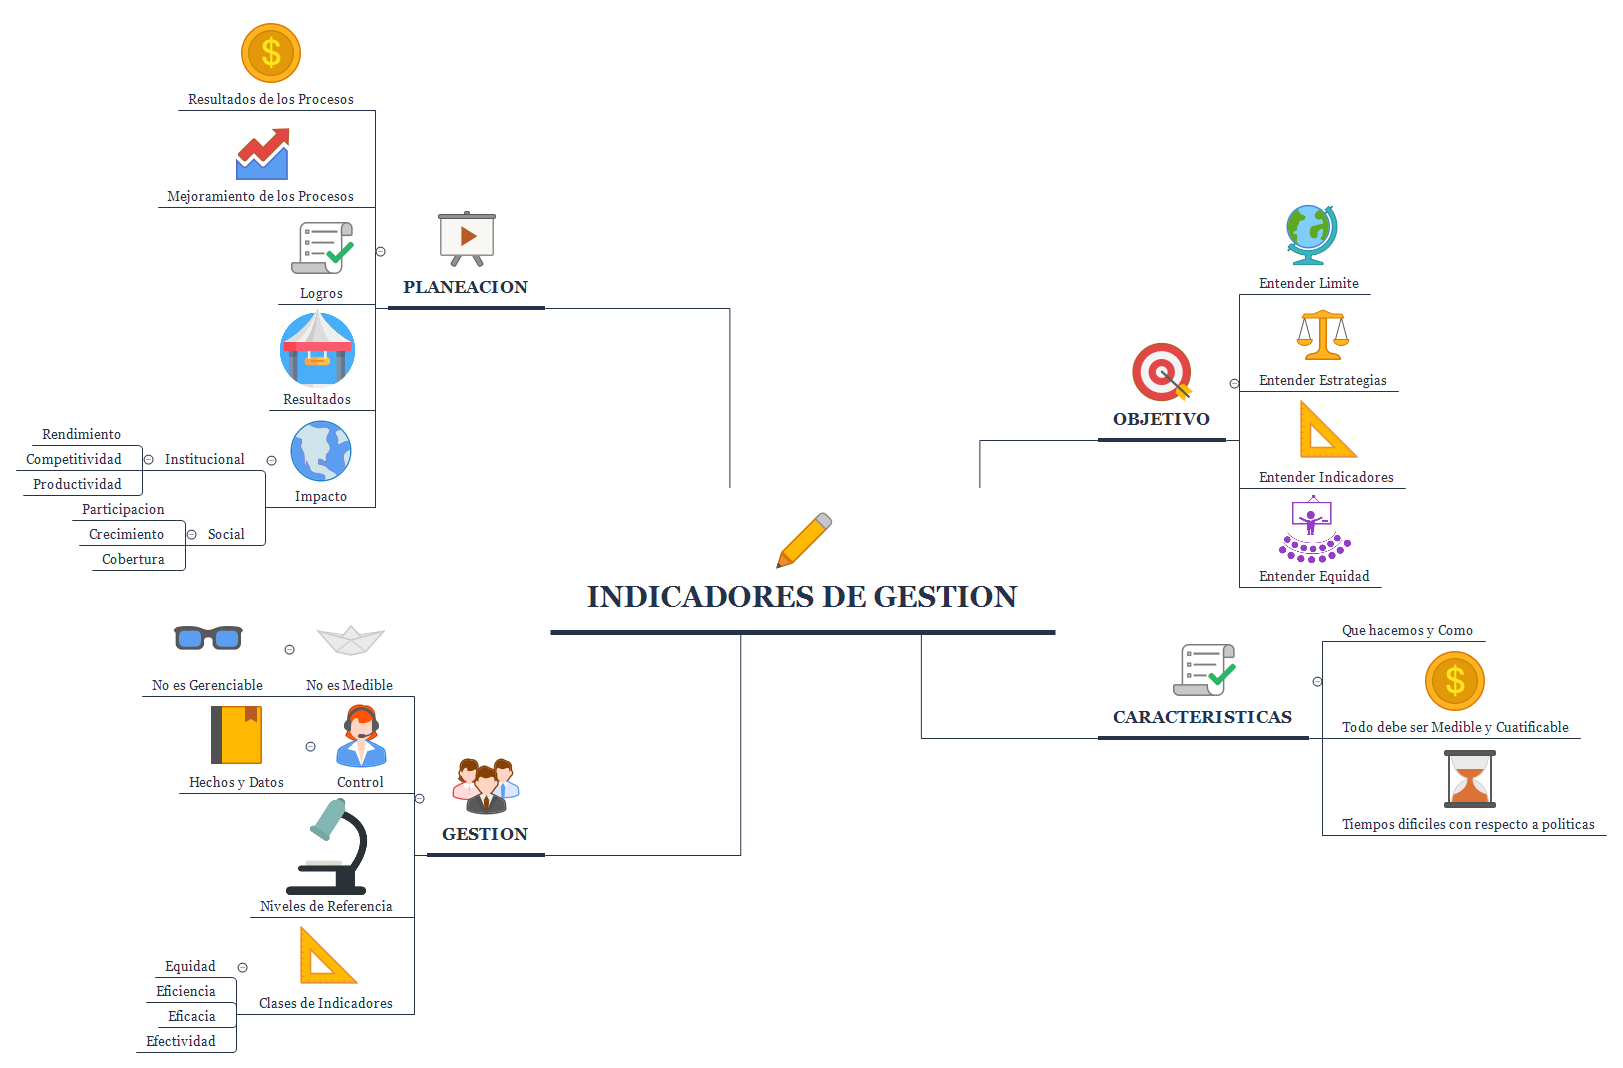 Resultados de los Procesos
Mejoramiento de los Procesos
Logros
Resultados
Impacto
Institucional
Rendimiento
Competitividad
Productividad
Social
Participacion
Crecimiento
Cobertura
PLANEACION
OBJETIVO
Entender Limite
Entender Estrategias
Entender Indicadores
Entender Equidad
INDICADORES DE GESTION
CARACTERISTICAS
Que hacemos y Como
Todo debe ser Medible y Cuatificable
Tiempos dificiles con respecto a politicas
GESTION
No es Medible
No es Gerenciable
Control
Hechos y Datos
Niveles de Referencia
Clases de Indicadores
Equidad
Eficiencia
Eficacia
Efectividad